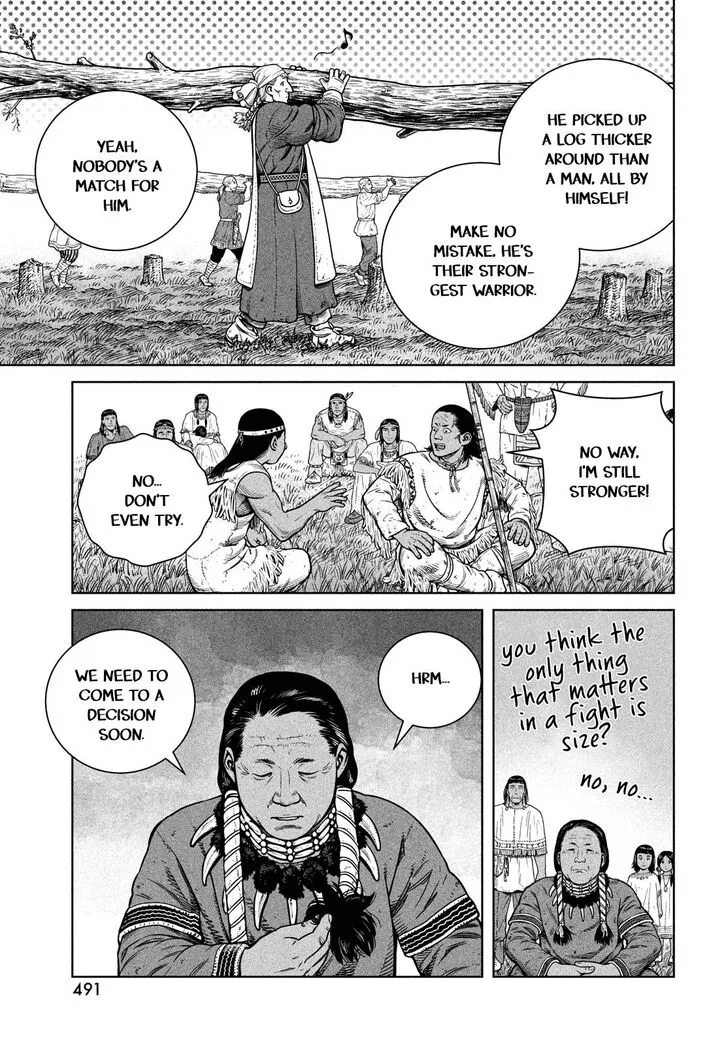 HE PICKED UP
A LOG THICKER
AROUND THAN
A MAN, ALL BY
HIMSELF!
MAKE NO
MISTAKE, HE'S
THEIR STRON-
GEST WARRIOR.
YEAH,
NOBODY'S A
MATCH FOR
HIM.
NO WAY,
I'M STILL
STRONGER!
NO...
DON'T
EVEN TRY.
you think the
only thing
that matters
in a fight is
size?
no, no...
HRM...
WE NEED TO
COME TO A
DECISION
SOON.
491